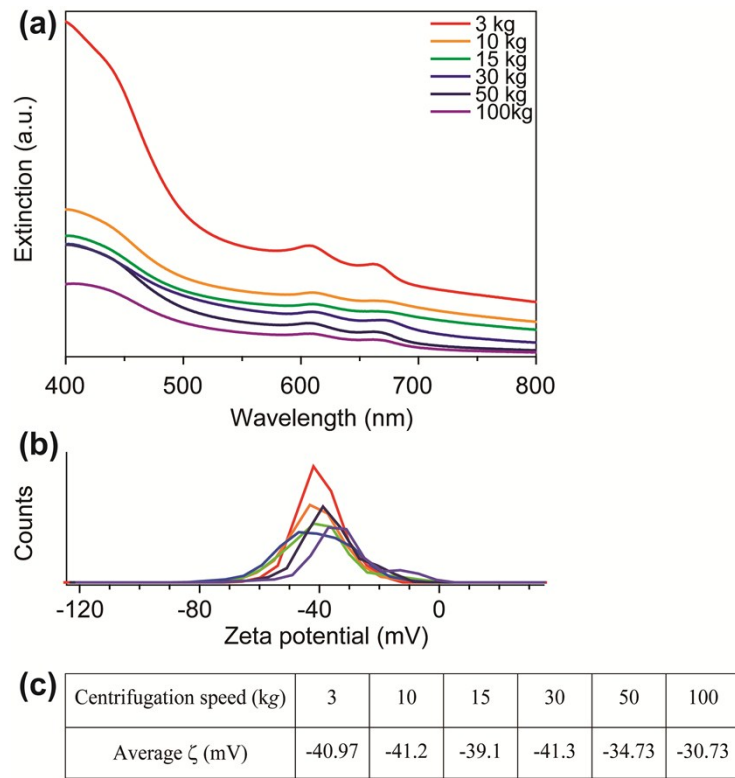 (a)
3 kg
10 kg
15 kg
30 kg
50 kg
100kg
Extinction (a.u.)
400 500 600 700 800
Wavelength (nm)
(b)
Counts
-120 -80 -40 0
Zeta potential (mV)
(c)
Centrifugation speed (kg) 3 10 15 30 50 100
Average ζ (mV) -40.97 -41.2 -39.1 -41.3 -34.73 -30.73